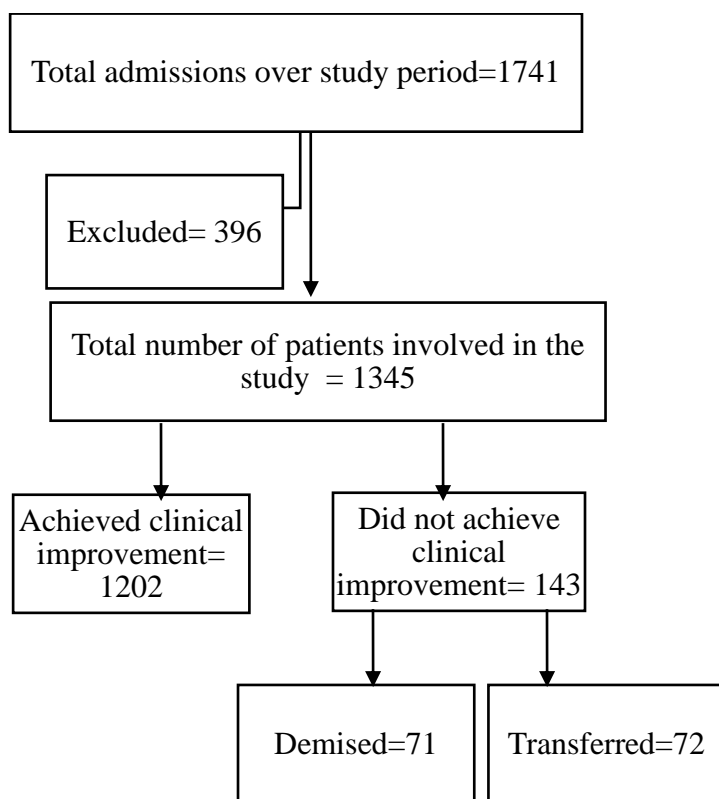 Total admissions over study period=1741
Excluded= 396
Total number of patients involved in the
study = 1345
Achieved clinical
improvement=
1202
Did not achieve
clinical
improvement= 143
Demised=71
Transferred=72